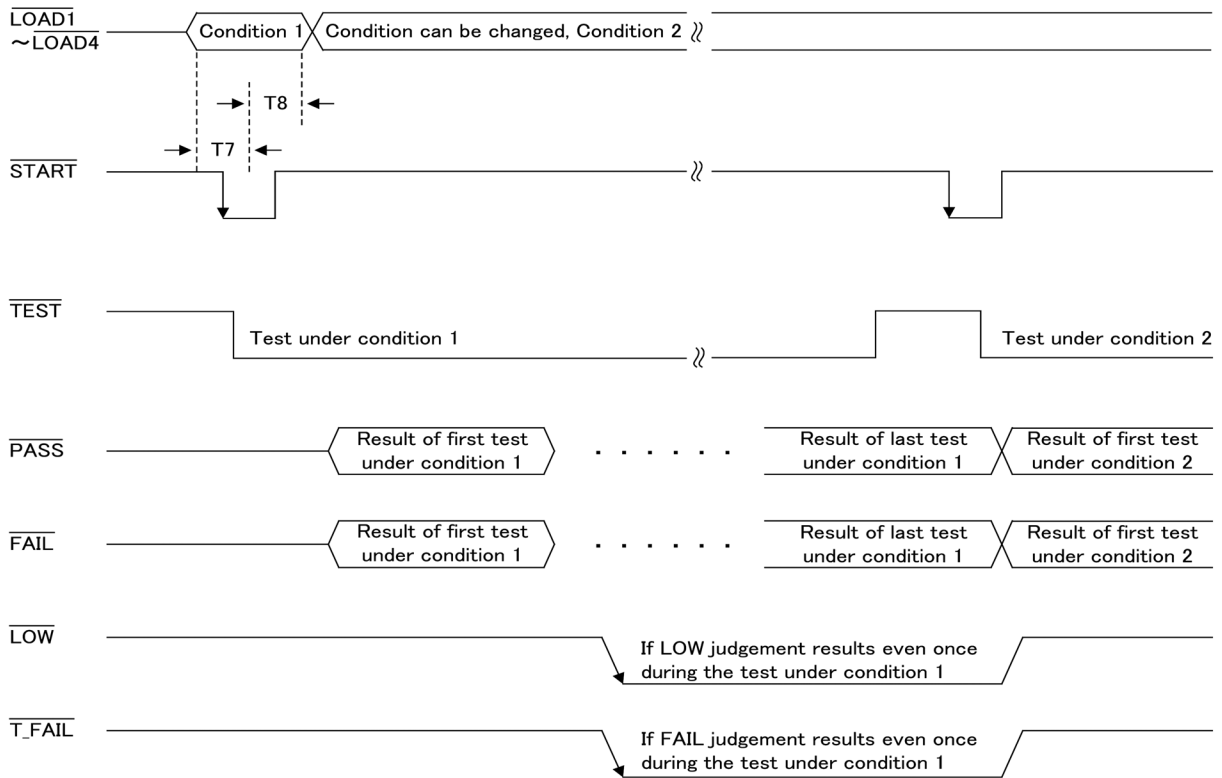 LOAD1
～LOAD4
Condition 1
Condition can be changed, Condition 2
T8
T7
START
TEST
Test under condition 1
Test under condition 2
PASS
Result of first test
under condition 1
. . . . . .
Result of last test
under condition 1
Result of first test
under condition 2
FAIL
Result of first test
under condition 1
. . . . . .
Result of last test
under condition 1
Result of first test
under condition 2
LOW
If LOW judgement results even once
during the test under condition 1
T_FAIL
If FAIL judgement results even once
during the test under condition 1